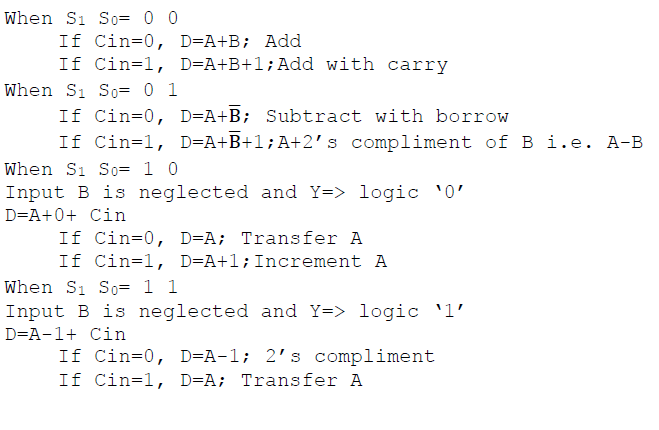 When S₁ S₀= 0 0
If Cin=0, D=A+B; Add
If Cin=1, D=A+B+1;Add with carry
When S₁ S₀= 0 1
If Cin=0, D=A+B̅; Subtract with borrow
If Cin=1, D=A+B̅+1;A+2’s compliment of B i.e. A-B
When S₁ S₀= 1 0
Input B is neglected and Y=> logic ‘0’
D=A+0+ Cin
If Cin=0, D=A; Transfer A
If Cin=1, D=A+1;Increment A
When S₁ S₀= 1 1
Input B is neglected and Y=> logic ‘1’
D=A-1+ Cin
If Cin=0, D=A-1; 2’s compliment
If Cin=1, D=A; Transfer A